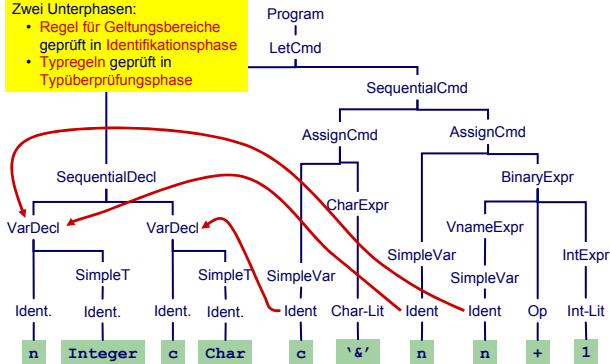 Zwei Unterphasen:
• Regel für Geltungsbereiche
geprüft in Identifikationsphase
• Typregeln geprüft in
Typüberprüfungsphase
Program
LetCmd
SequentialCmd
AssignCmd AssignCmd
SequentialDecl BinaryExpr
CharExpr
VarDecl VarDecl VnameExpr
SimpleVar IntExpr
SimpleT SimpleT SimpleVar SimpleVar
Ident. Ident. Ident. Ident. Ident Char-Lit Ident Ident Op Int-Lit
n Integer c Char c ‘&’ n n + 1